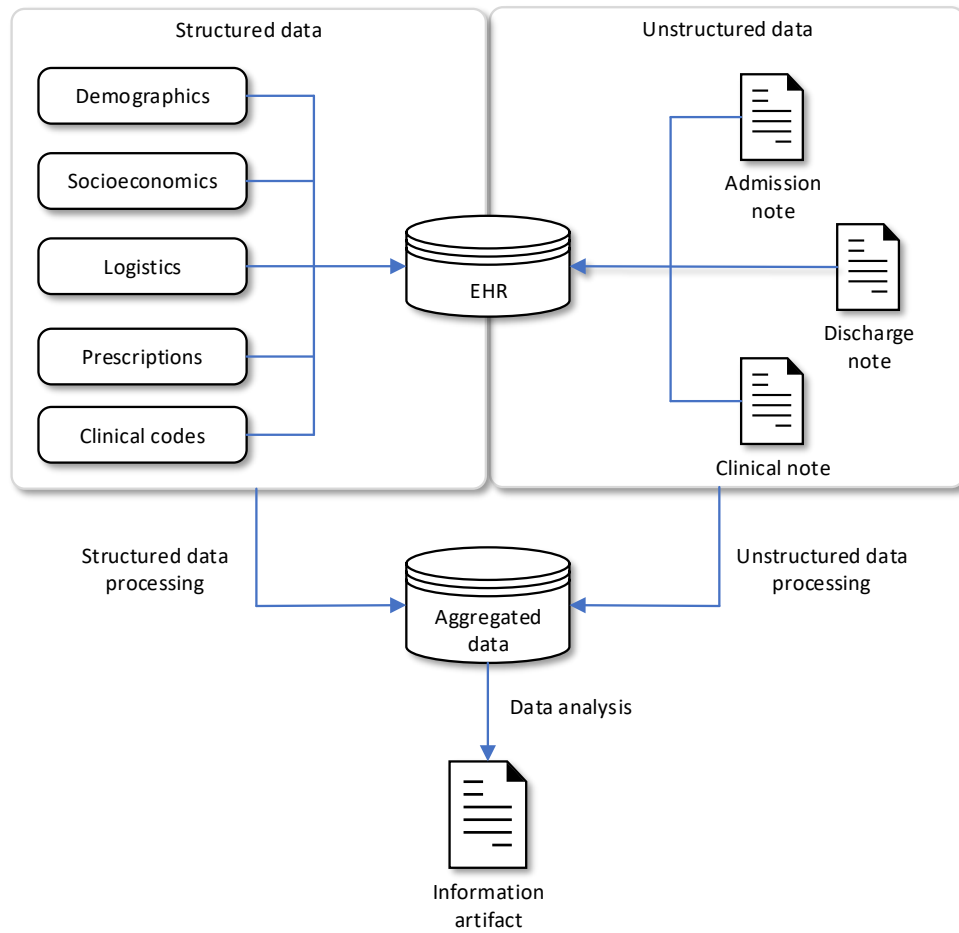 Structured data
Unstructured data
Demographics
Socioeconomics
Logistics
Prescriptions
Clinical codes
EHR
Admission
note
Discharge
note
Clinical note
Structured data
processing
Unstructured data
processing
Aggregated
data
Data analysis
Information
artifact